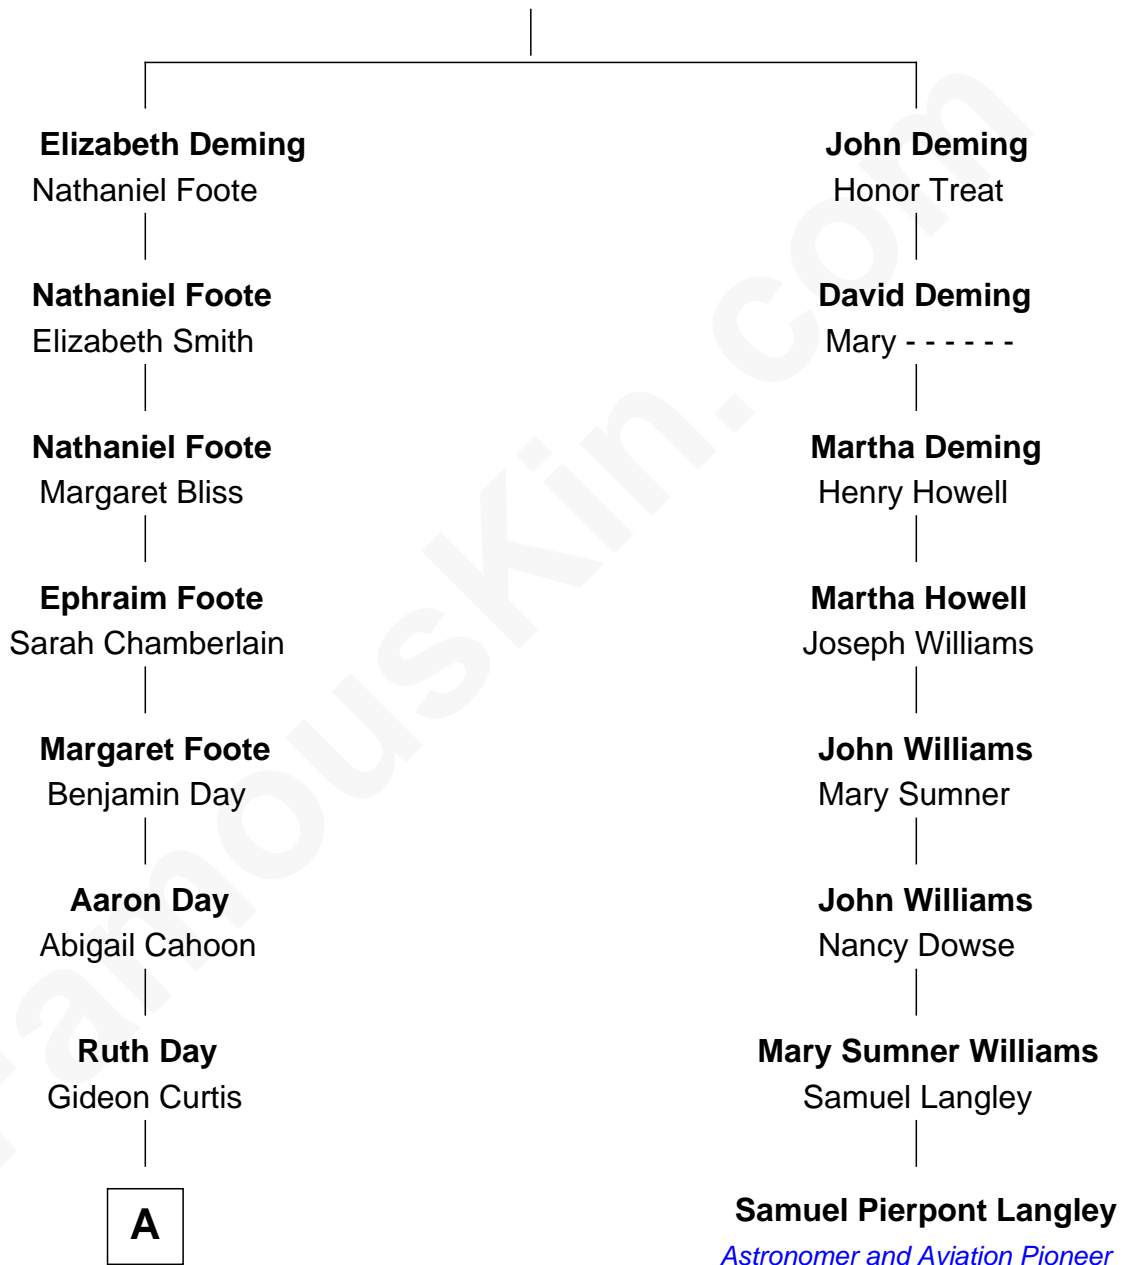 Elizabeth Deming
Nathaniel Foote
Nathaniel Foote
Elizabeth Smith
Nathaniel Foote
Margaret Bliss
Ephraim Foote
Sarah Chamberlain
Margaret Foote
Benjamin Day
Aaron Day
Abigail Cahoon
Ruth Day
Gideon Curtis
A
John Deming
Honor Treat
David Deming
Mary - - - - - -
Martha Deming
Henry Howell
Martha Howell
Joseph Williams
John Williams
Mary Sumner
John Williams
Nancy Dowse
Mary Sumner Williams
Samuel Langley
Samuel Pierpont Langley
Astronomer and Aviation Pioneer
FamousKin.com